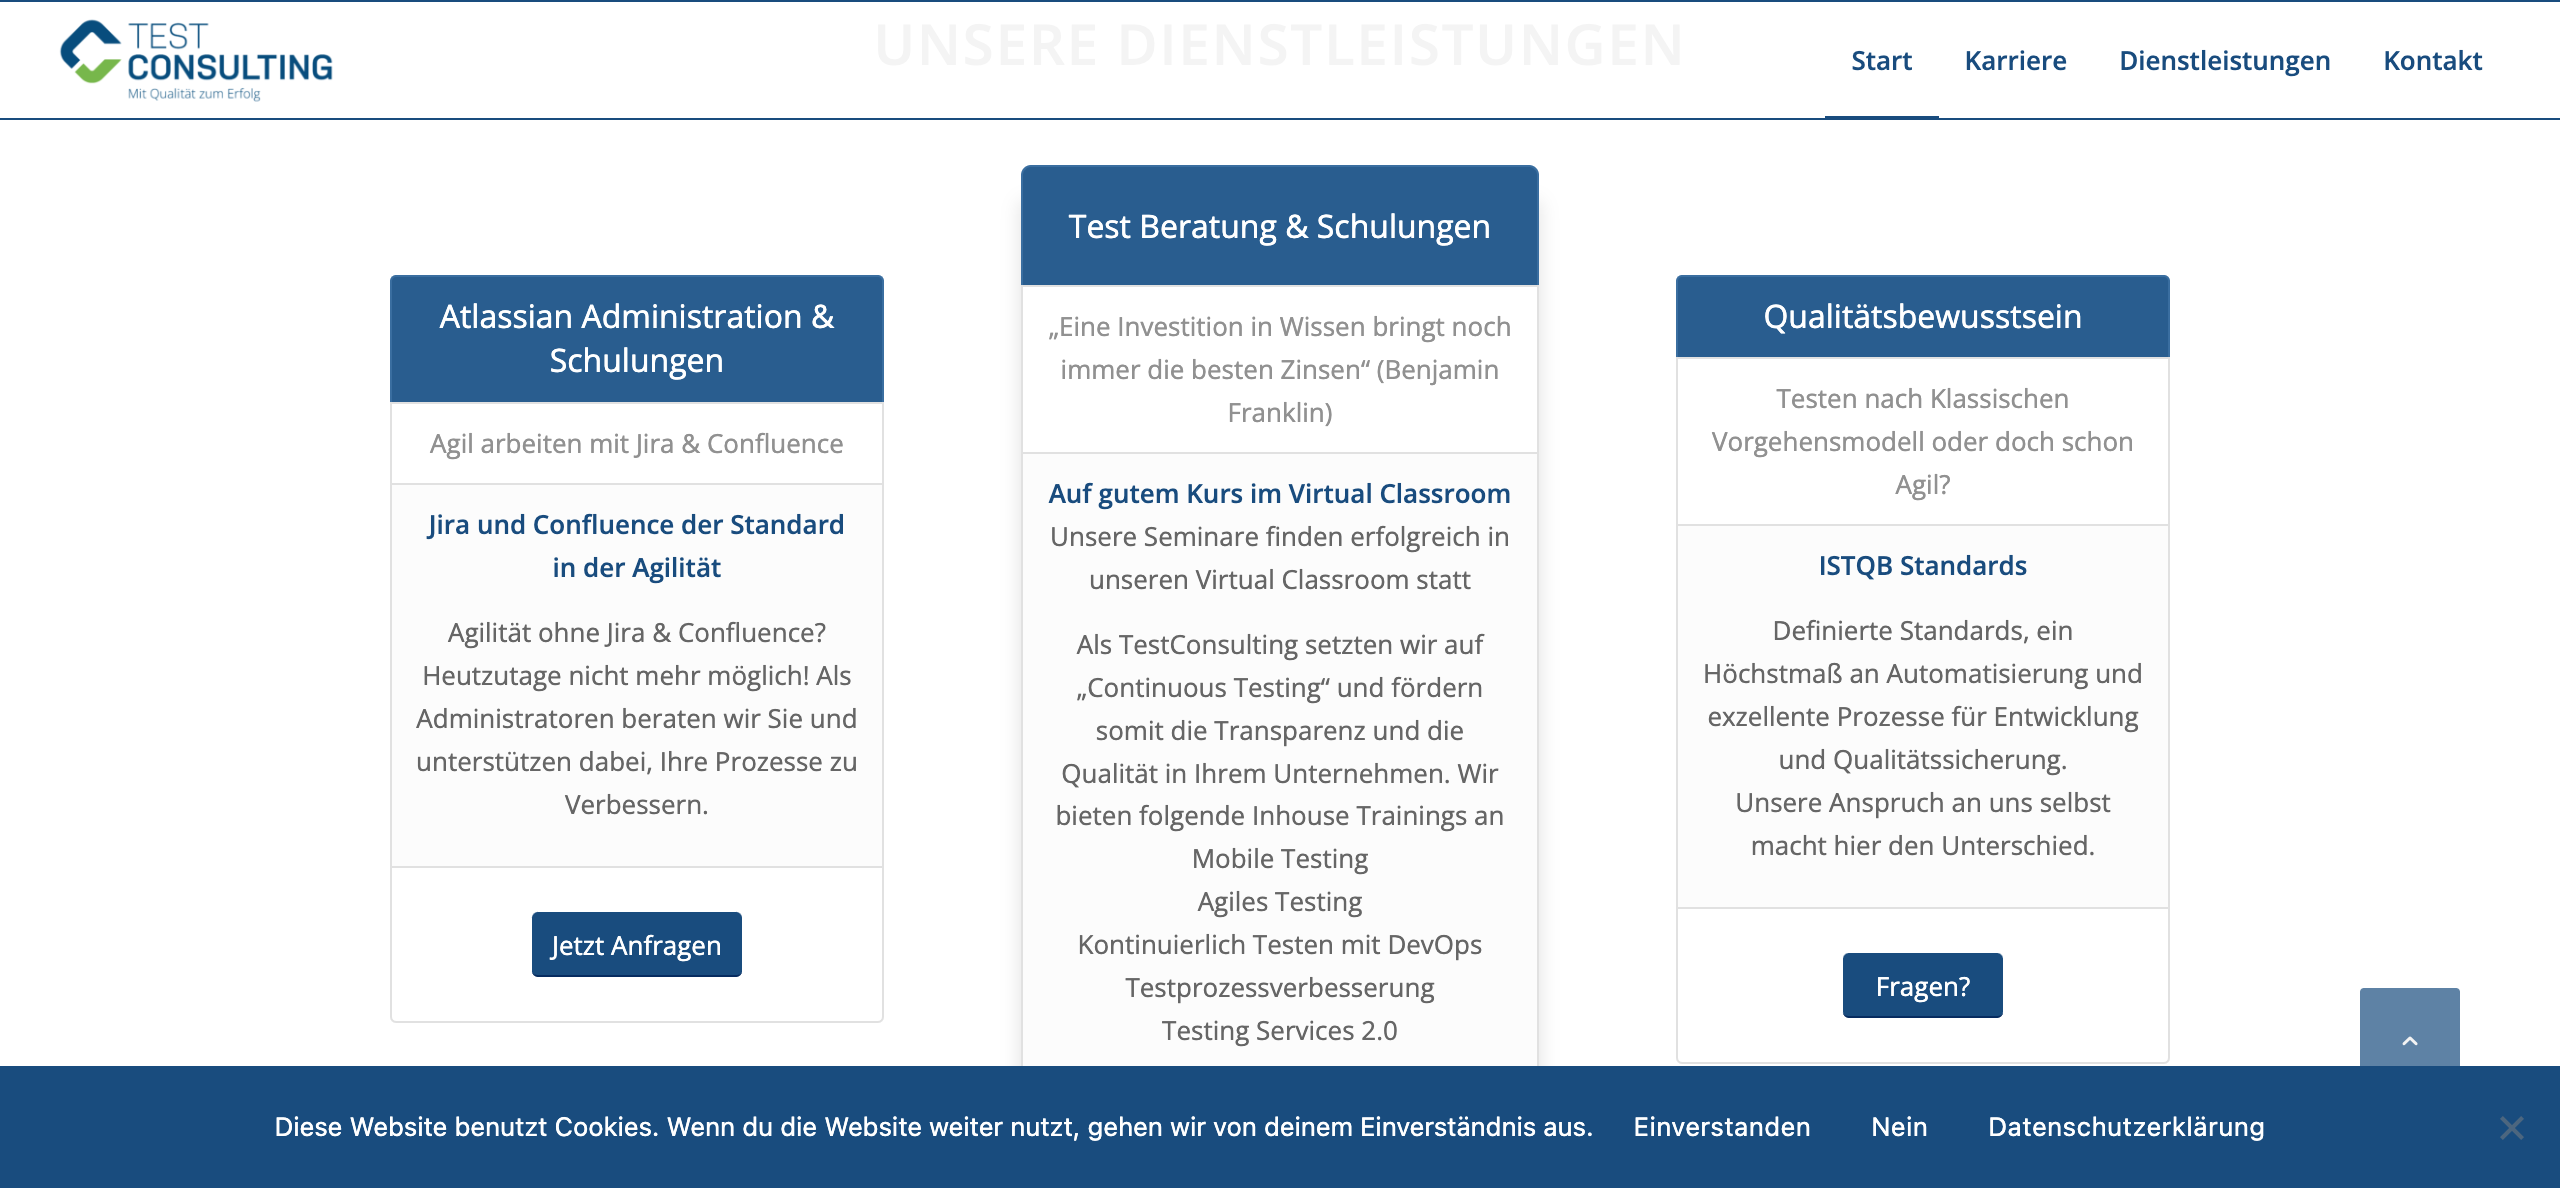 TEST
CONSULTING
Mit Qualität zum Erfolg
UNSERE DIENSTLEISTUNGEN
Start
Karriere
Dienstleistungen
Kontakt
Atlassian Administration &
Schulungen
Agil arbeiten mit Jira & Confluence
Jira und Confluence der Standard
in der Agilität
Agilität ohne Jira & Confluence?
Heutzutage nicht mehr möglich! Als
Administratoren beraten wir Sie und
unterstützen dabei, Ihre Prozesse zu
Verbessern.
Jetzt Anfragen
Test Beratung & Schulungen
„Eine Investition in Wissen bringt noch
immer die besten Zinsen“ (Benjamin
Franklin)
Auf gutem Kurs im Virtual Classroom
Unsere Seminare finden erfolgreich in
unseren Virtual Classroom statt
Als TestConsulting setzten wir auf
„Continuous Testing“ und fördern
somit die Transparenz und die
Qualität in Ihrem Unternehmen. Wir
bieten folgende Inhouse Trainings an
Mobile Testing
Agiles Testing
Kontinuierlich Testen mit DevOps
Testprozessverbesserung
Testing Services 2.0
Qualitätsbewusstsein
Testen nach Klassischen
Vorgehensmodell oder doch schon
Agil?
ISTQB Standards
Definierte Standards, ein
Höchstmaß an Automatisierung und
exzellente Prozesse für Entwicklung
und Qualitätssicherung.
Unsere Anspruch an uns selbst
macht hier den Unterschied.
Fragen?
Diese Website benutzt Cookies. Wenn du die Website weiter nutzt, gehen wir von deinem Einverständnis aus.
Einverstanden
Nein
Datenschutzerklärung